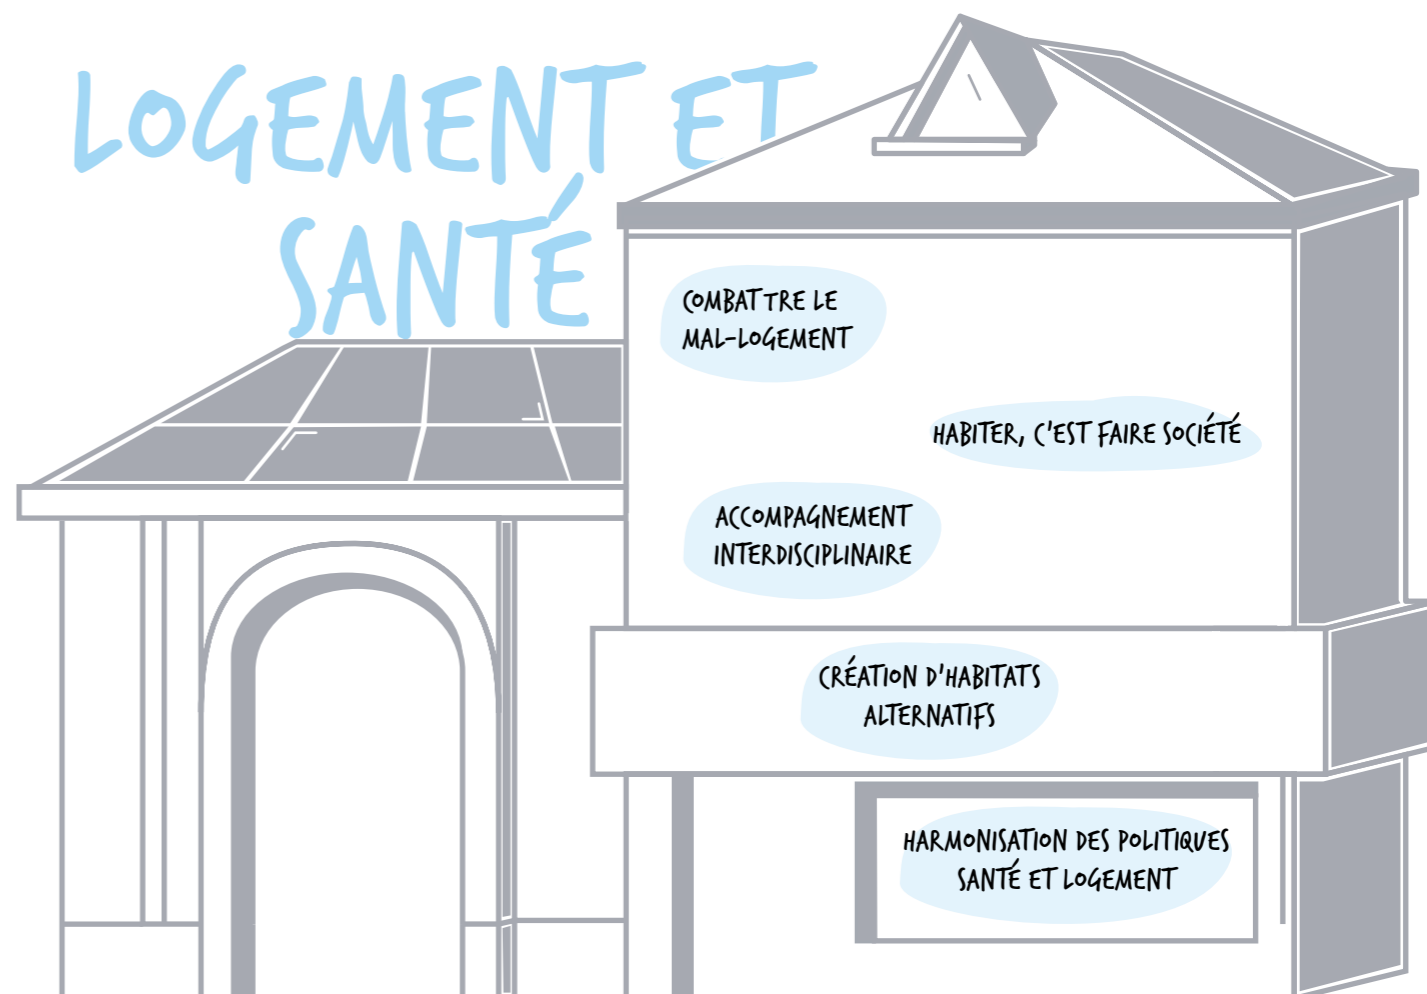 LOGEMENT ET
SANTÉ
COMBATTRE LE
MAL-LOGEMENT
HABITER, C'EST FAIRE SOCIÉTÉ
ACCOMPAGNEMENT
INTERDISCIPLINAIRE
CRÉATION D'HABITATS
ALTERNATIFS
HARMONISATION DES POLITIQUES
SANTÉ ET LOGEMENT